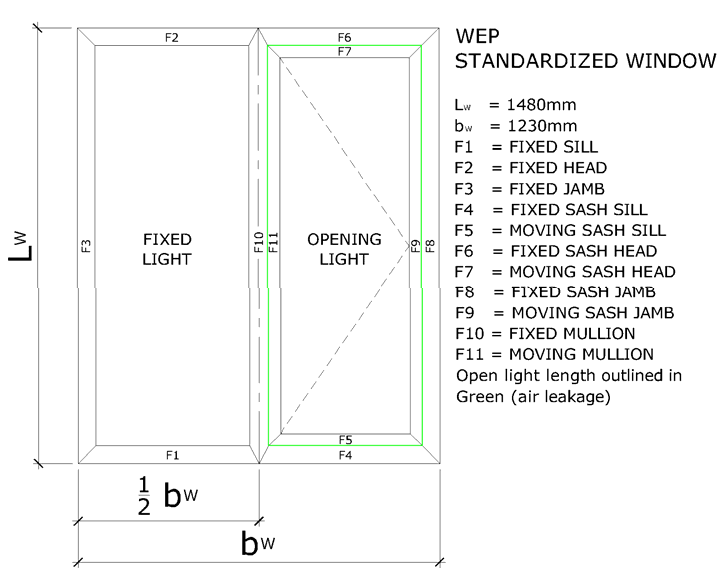 WEP
STANDARDIZED WINDOW
Lw = 1480mm
bw = 1230mm
F1 = FIXED SILL
F2 = FIXED HEAD
F3 = FIXED JAMB
F4 = FIXED SASH SILL
F5 = MOVING SASH SILL
F6 = FIXED SASH HEAD
F7 = MOVING SASH HEAD
F8 = FIXED SASH JAMB
F9 = MOVING SASH JAMB
F10 = FIXED MULLION
F11 = MOVING MULLION
Open light length outlined in
Green (air leakage)
F2
F6
F7
LW
F3
FIXED
LIGHT
F10
F11
OPENING
LIGHT
F9
F8
F5
F1
F4
1/2 bW
bW